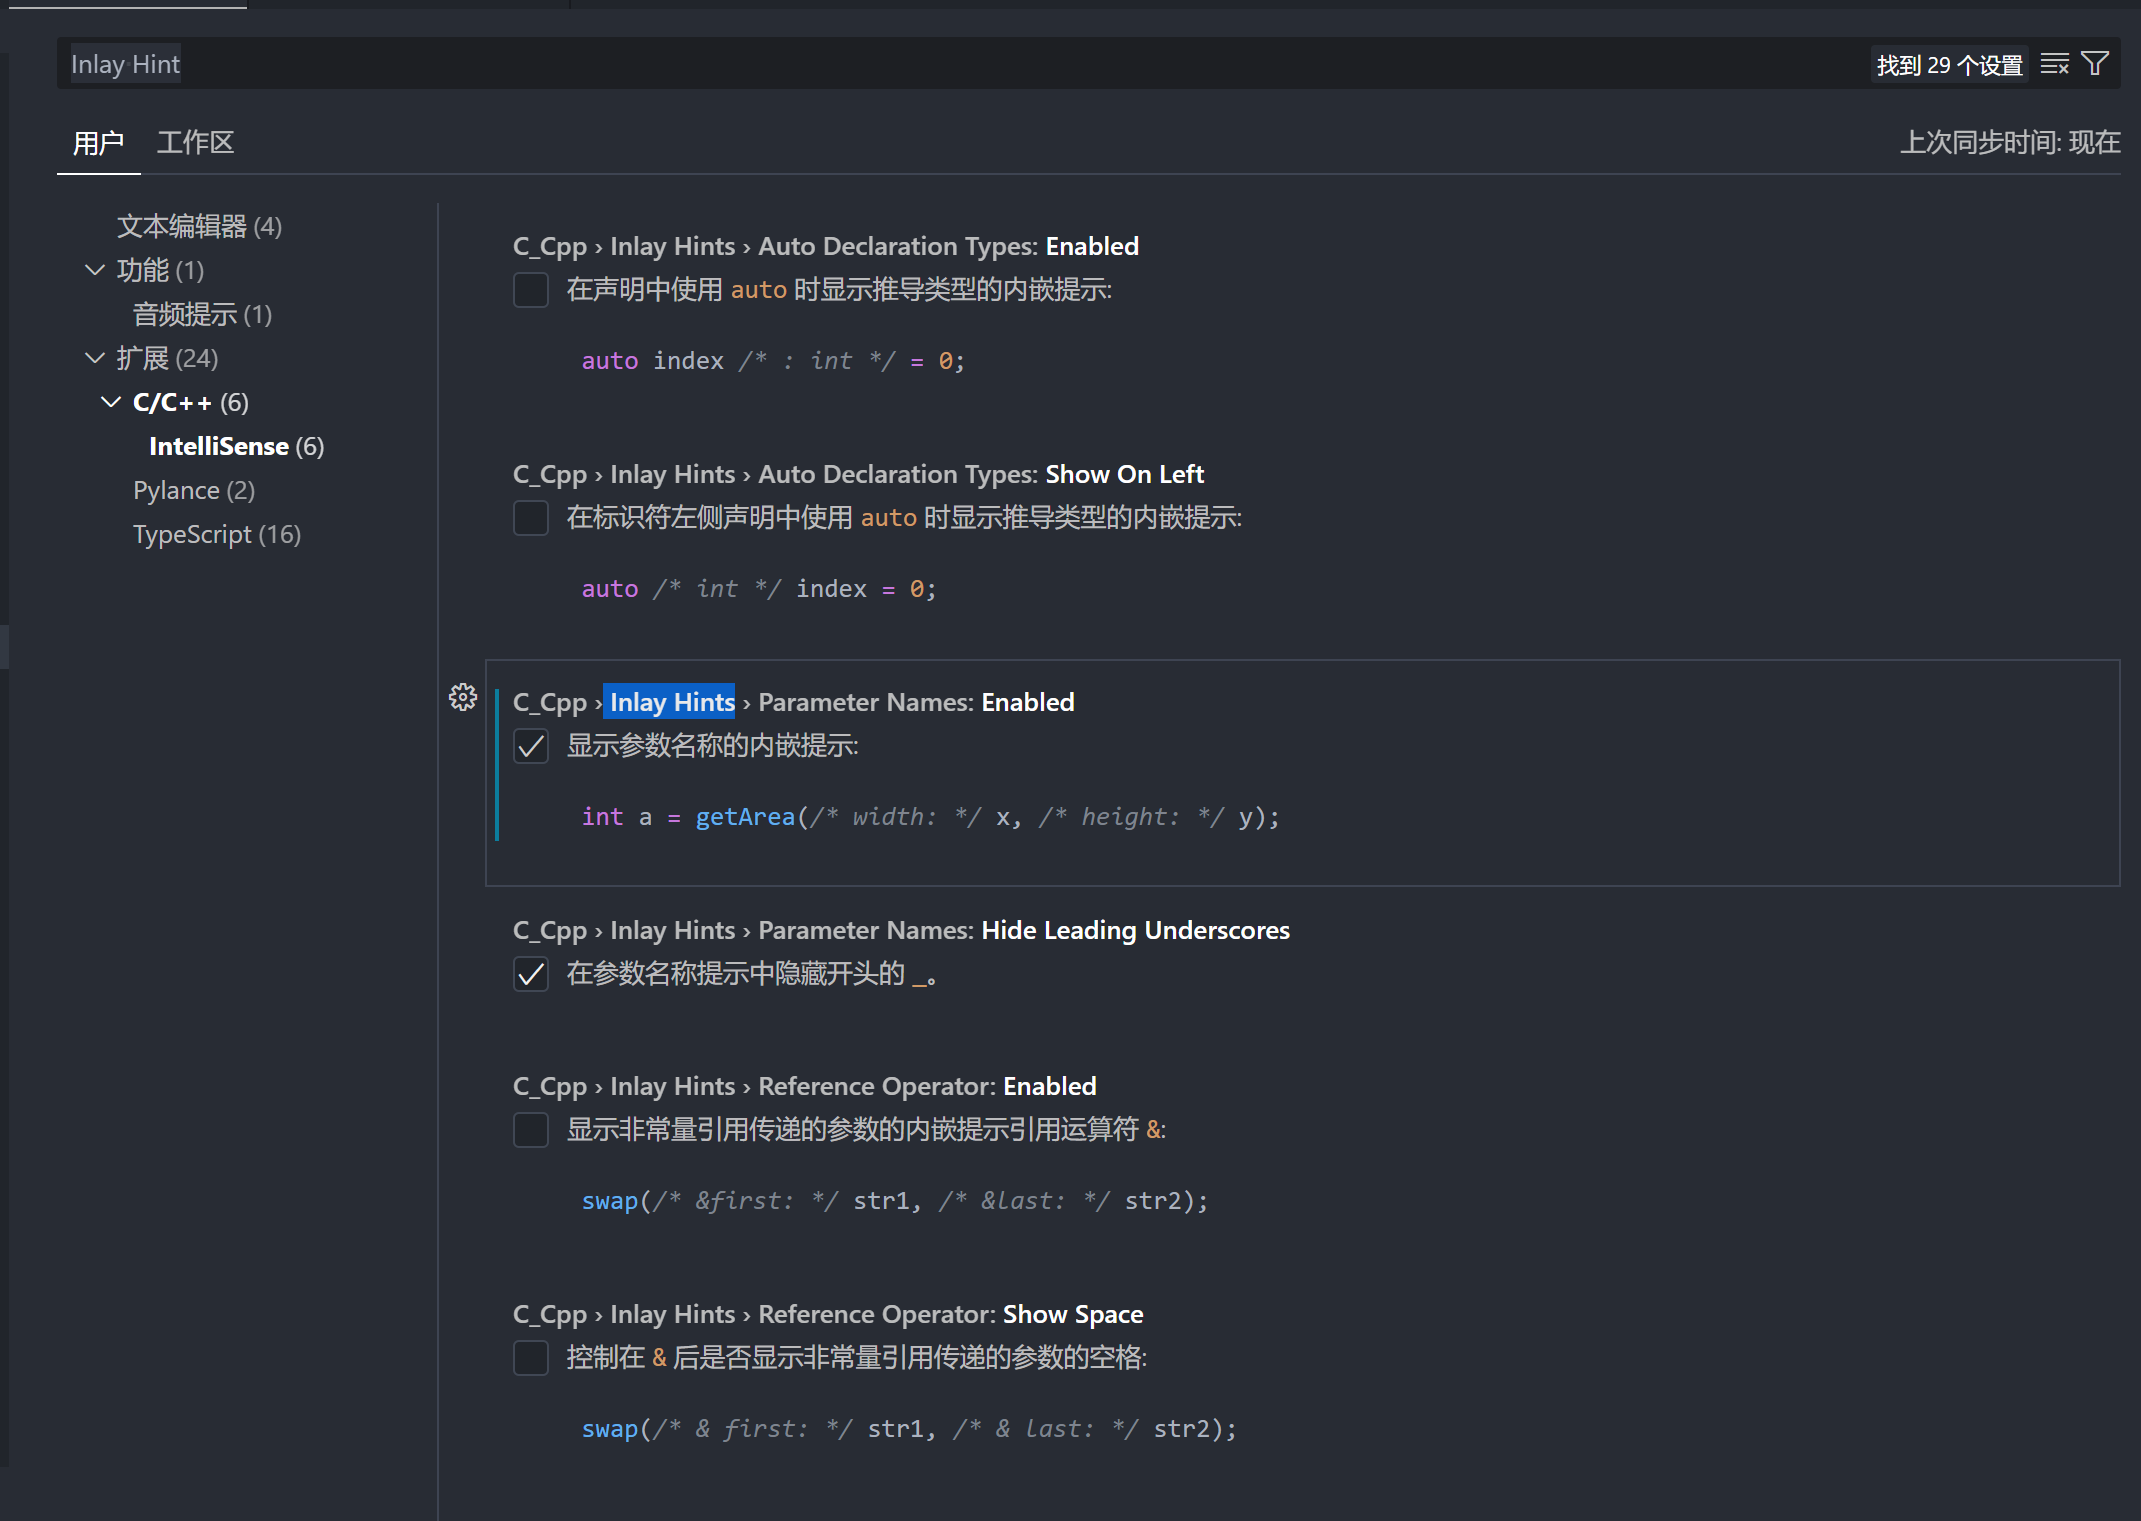 Inlay Hint
找到 29 个设置
用户
工作区
上次同步时间: 现在
文本编辑器 (4)
功能 (1)
音频提示 (1)
扩展 (24)
C/C++ (6)
IntelliSense (6)
Pylance (2)
TypeScript (16)
C_Cpp › Inlay Hints › Auto Declaration Types: Enabled
在声明中使用 auto 时显示推导类型的内嵌提示:
auto index /* : int */ = 0;
C_Cpp › Inlay Hints › Auto Declaration Types: Show On Left
在标识符左侧声明中使用 auto 时显示推导类型的内嵌提示:
auto /* int */ index = 0;
C_Cpp › Inlay Hints › Parameter Names: Enabled
显示参数名称的内嵌提示:
int a = getArea(/* width: */ x, /* height: */ y);
C_Cpp › Inlay Hints › Parameter Names: Hide Leading Underscores
在参数名称提示中隐藏开头的 _。
C_Cpp › Inlay Hints › Reference Operator: Enabled
显示非常量引用传递的参数的内嵌提示引用运算符 &:
swap(/* &first: */ str1, /* &last: */ str2);
C_Cpp › Inlay Hints › Reference Operator: Show Space
控制在 & 后是否显示非常量引用传递的参数的空格:
swap(/* & first: */ str1, /* & last: */ str2);